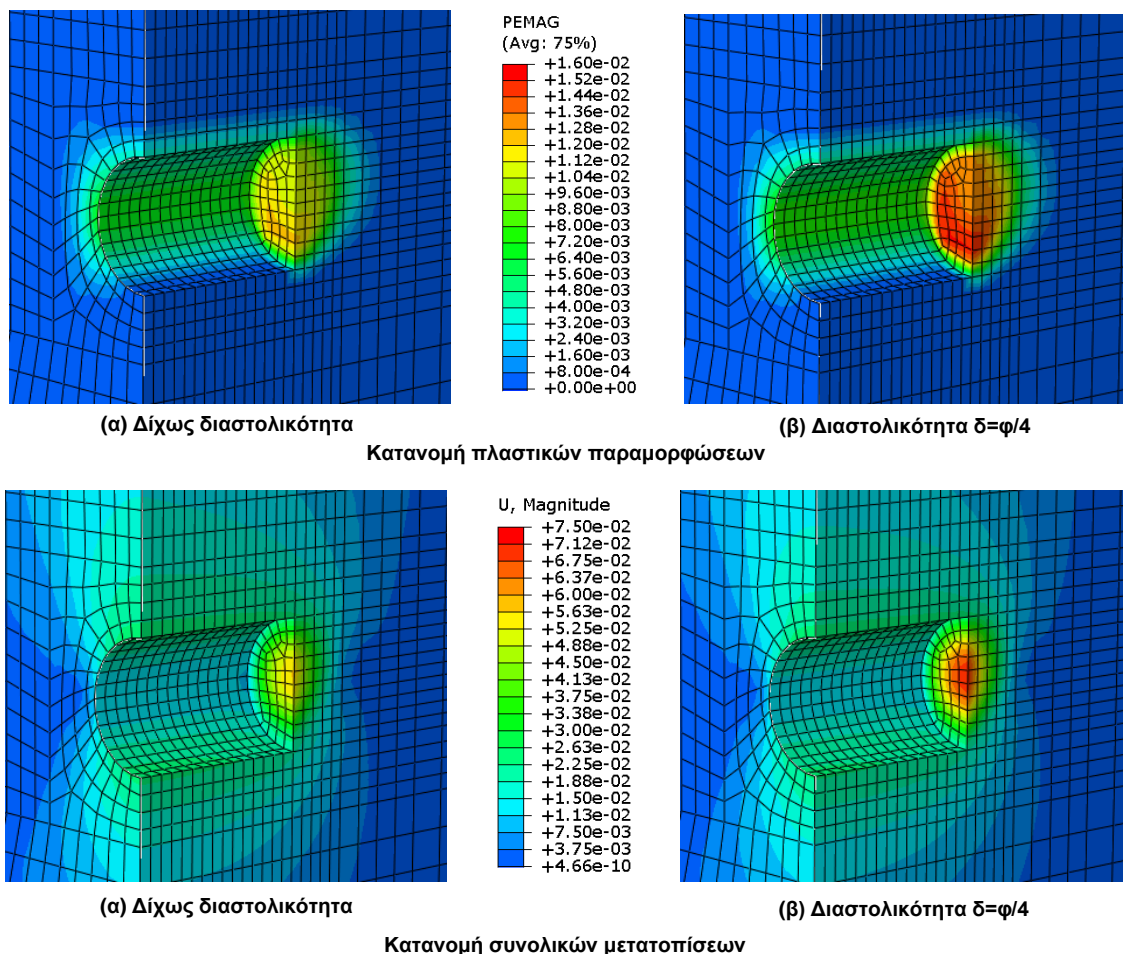 PEMAG
(Avg: 75%)
+1.60e-02
+1.52e-02
+1.44e-02
+1.36e-02
+1.28e-02
+1.20e-02
+1.12e-02
+1.04e-02
+9.60e-03
+8.80e-03
+8.00e-03
+7.20e-03
+6.40e-03
+5.60e-03
+4.80e-03
+4.00e-03
+3.20e-03
+2.40e-03
+1.60e-03
+8.00e-04
+0.00e+00
(α) Δίχως διαστολικότητα
(β) Διαστολικότητα δ=φ/4
Κατανομή πλαστικών παραμορφώσεων
U, Magnitude
+7.50e-02
+7.12e-02
+6.75e-02
+6.37e-02
+6.00e-02
+5.63e-02
+5.25e-02
+4.88e-02
+4.50e-02
+4.13e-02
+3.75e-02
+3.38e-02
+3.00e-02
+2.63e-02
+2.25e-02
+1.88e-02
+1.50e-02
+1.13e-02
+7.50e-03
+3.75e-03
+4.66e-10
(α) Δίχως διαστολικότητα
(β) Διαστολικότητα δ=φ/4
Κατανομή συνολικών μετατοπίσεων